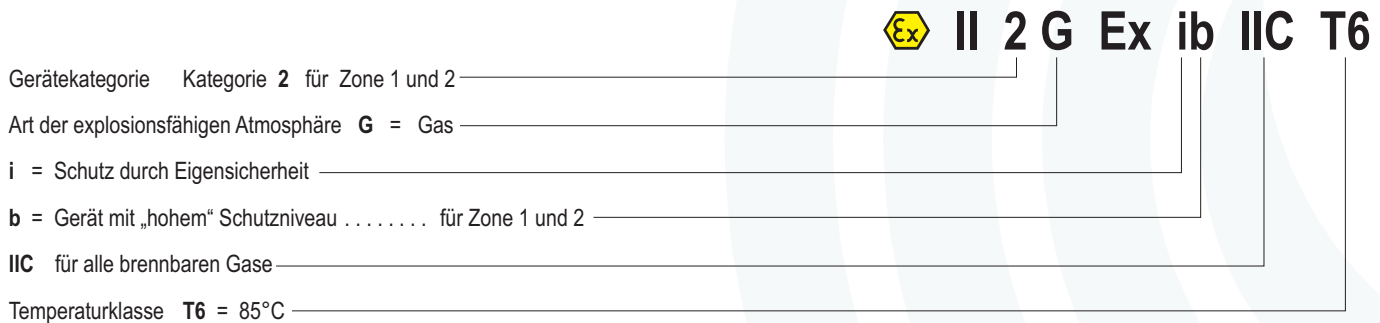 Ex II 2 G Ex ib IIC T6
Gerätekategorie Kategorie 2 für Zone 1 und 2
Art der explosionsfähigen Atmosphäre G = Gas
i = Schutz durch Eigensicherheit
b = Gerät mit „hohem“ Schutzniveau . . . . . . . . für Zone 1 und 2
IIC für alle brennbaren Gase
Temperaturklasse T6 = 85°C